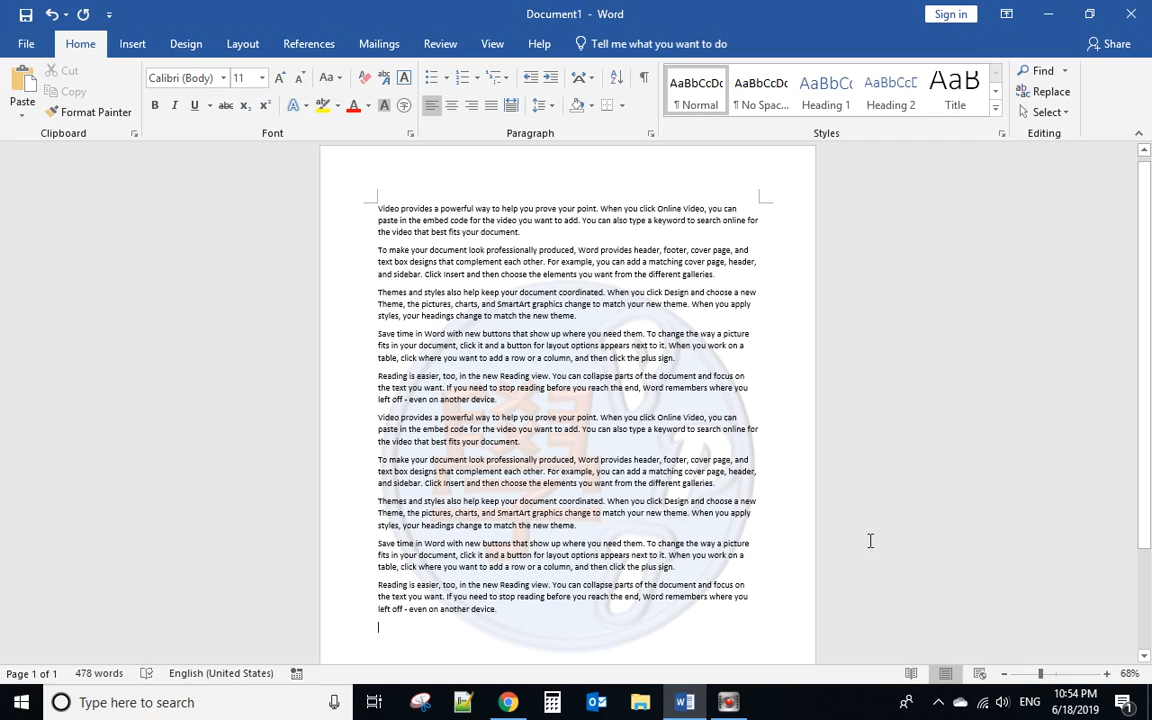 Document1 - Word
Sign in
File Home Insert Design Layout References Mailings Review View Help Tell me what you want to do Share
Paste
Cut
Copy
Format Painter
Clipboard
Calibri (Body) 11
Font
Paragraph
AaBbCcDc ¶ Normal
AaBbCcDc ¶ No Spac...
AaBbCc Heading 1
AaBbCcD Heading 2
AaB Title
Styles
Find
Replace
Select
Editing
Video provides a powerful way to help you prove your point. When you click Online Video, you can
paste in the embed code for the video you want to add. You can also type a keyword to search online for
the video that best fits your document.
To make your document look professionally produced, Word provides header, footer, cover page, and
text box designs that complement each other. For example, you can add a matching cover page, header,
and sidebar. Click Insert and then choose the elements you want from the different galleries.
Themes and styles also help keep your document coordinated. When you click Design and choose a new
Theme, the pictures, charts, and SmartArt graphics change to match your new theme. When you apply
styles, your headings change to match the new theme.
Save time in Word with new buttons that show up where you need them. To change the way a picture
fits in your document, click it and a button for layout options appears next to it. When you work on a
table, click where you want to add a row or a column, and then click the plus sign.
Reading is easier, too, in the new Reading view. You can collapse parts of the document and focus on
the text you want. If you need to stop reading before you reach the end, Word remembers where you
left off - even on another device.
Video provides a powerful way to help you prove your point. When you click Online Video, you can
paste in the embed code for the video you want to add. You can also type a keyword to search online for
the video that best fits your document.
To make your document look professionally produced, Word provides header, footer, cover page, and
text box designs that complement each other. For example, you can add a matching cover page, header,
and sidebar. Click Insert and then choose the elements you want from the different galleries.
Themes and styles also help keep your document coordinated. When you click Design and choose a new
Theme, the pictures, charts, and SmartArt graphics change to match your new theme. When you apply
styles, your headings change to match the new theme.
Save time in Word with new buttons that show up where you need them. To change the way a picture
fits in your document, click it and a button for layout options appears next to it. When you work on a
table, click where you want to add a row or a column, and then click the plus sign.
Reading is easier, too, in the new Reading view. You can collapse parts of the document and focus on
the text you want. If you need to stop reading before you reach the end, Word remembers where you
left off - even on another device.
Page 1 of 1 478 words English (United States) 68%
Type here to search
ENG
10:54 PM
6/18/2019